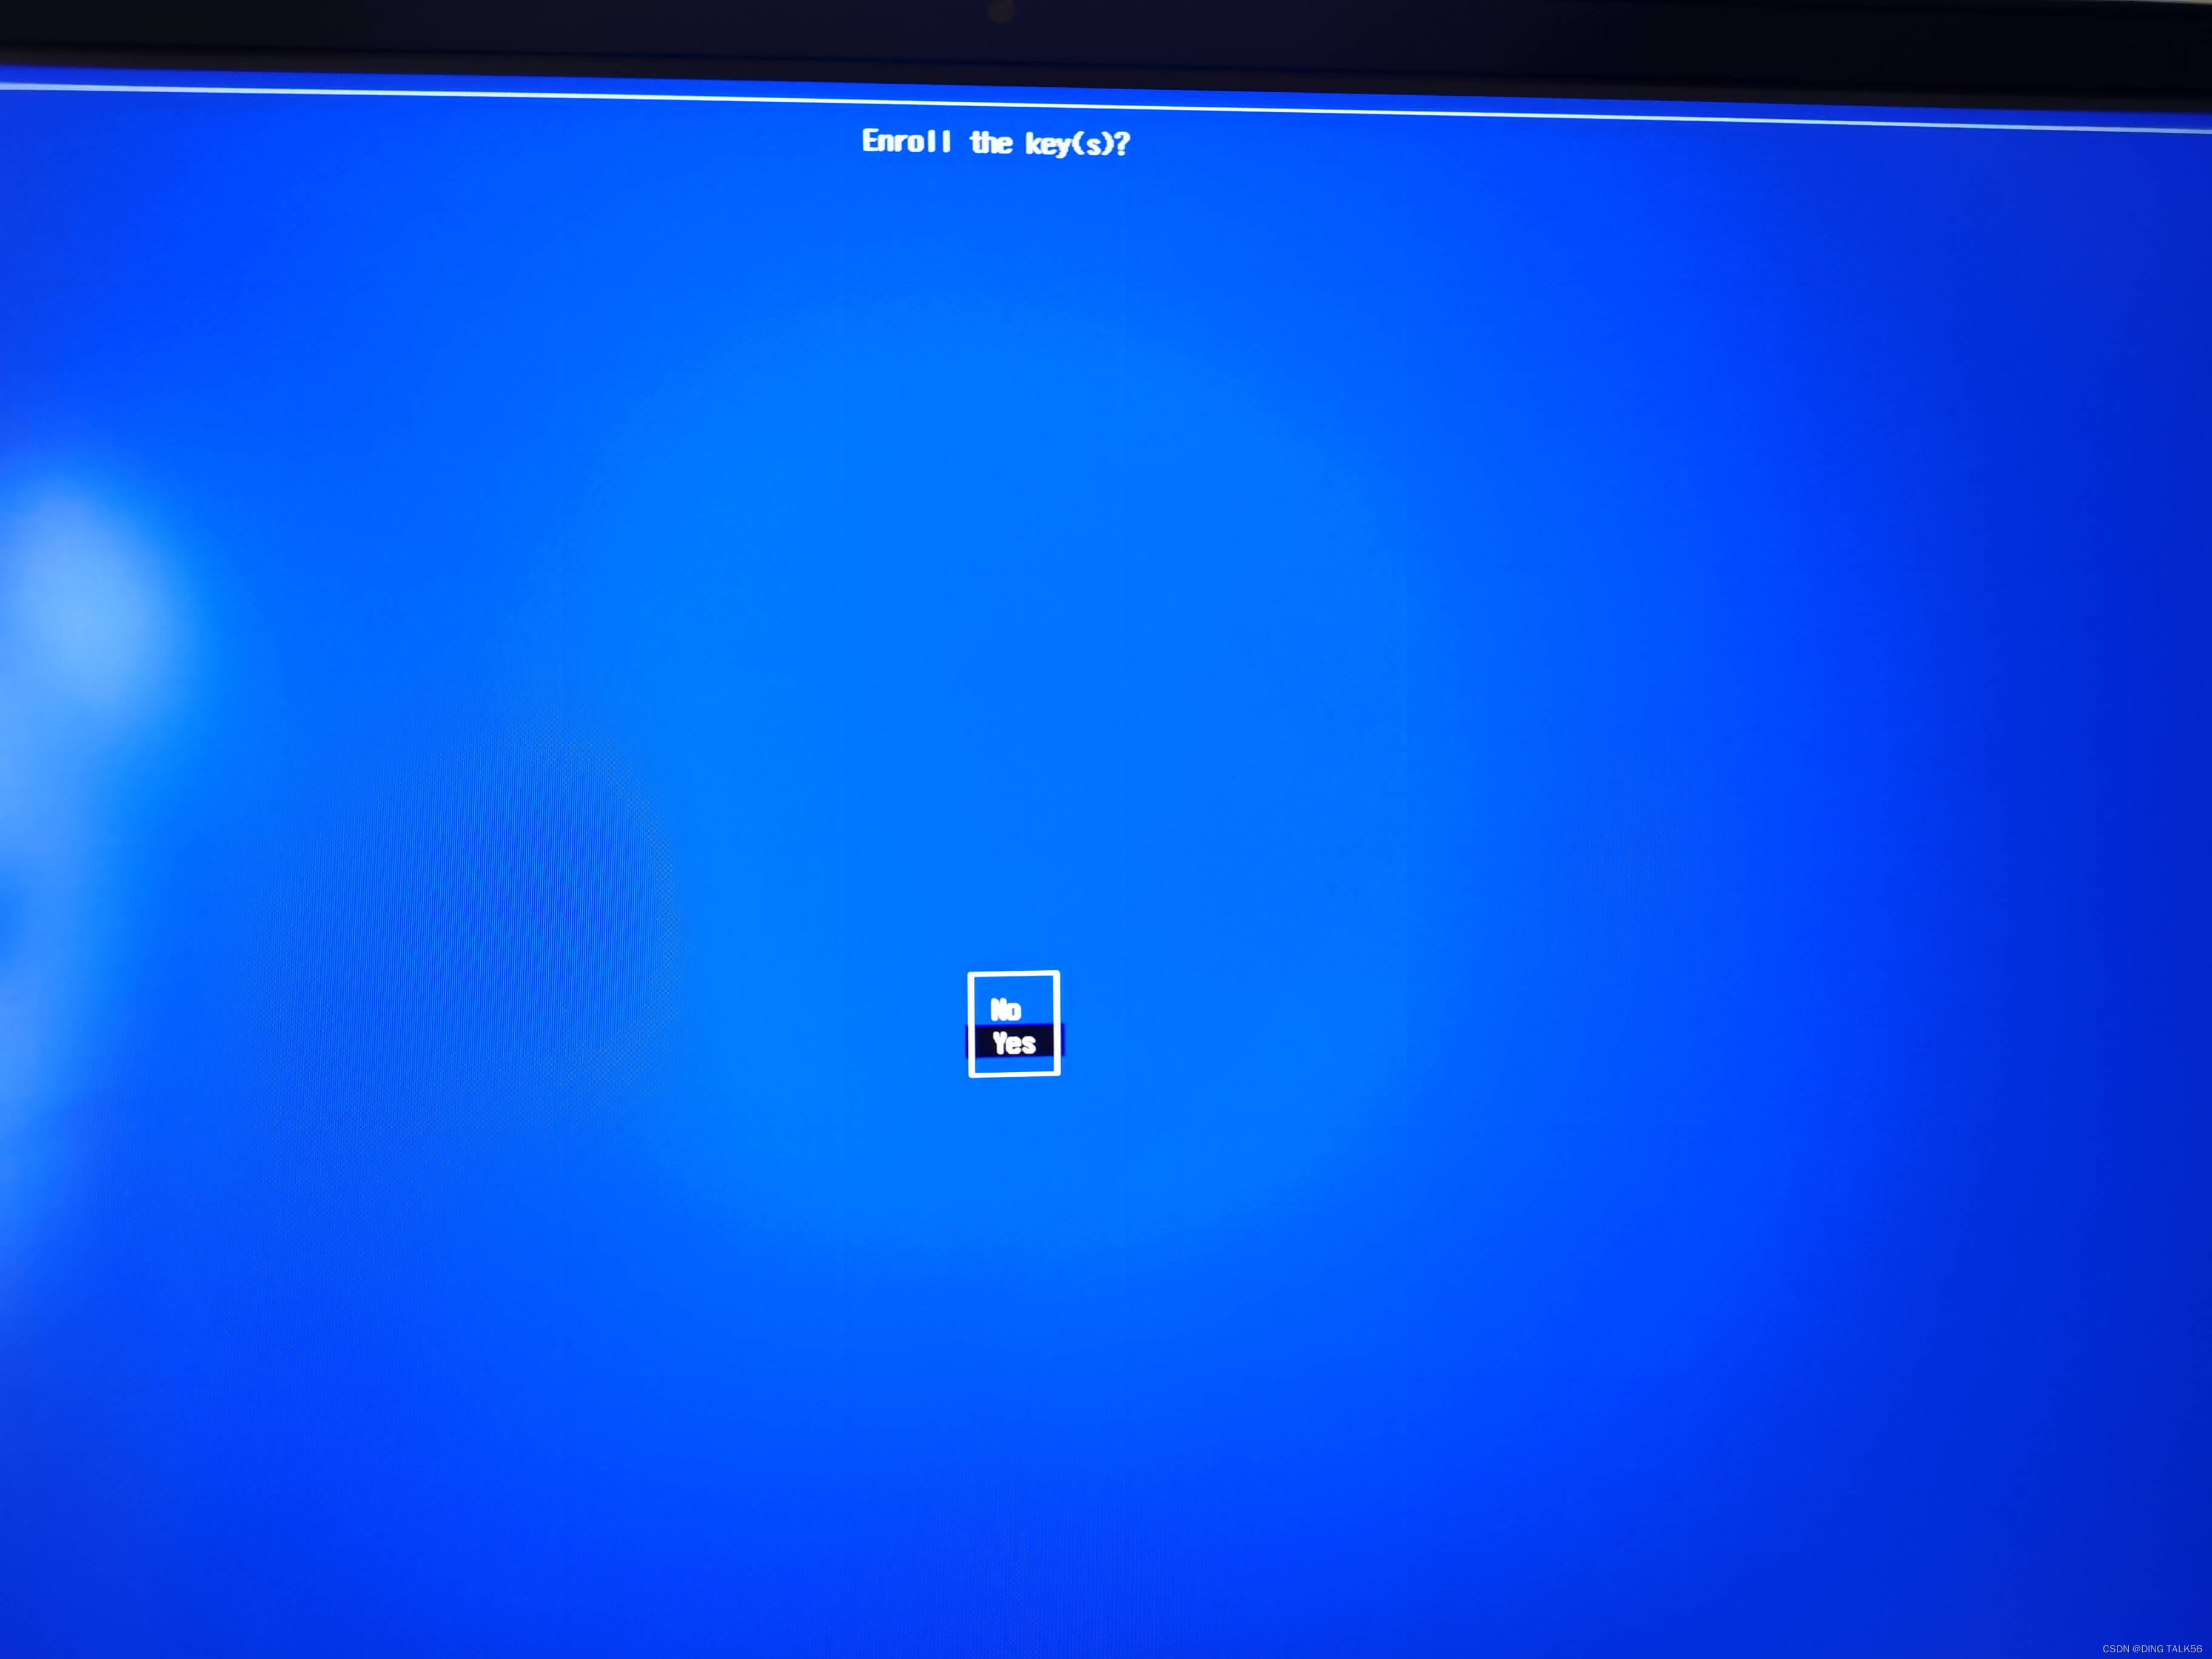 Enroll the key(s)?
No
Yes
CSDN @DING TALK56